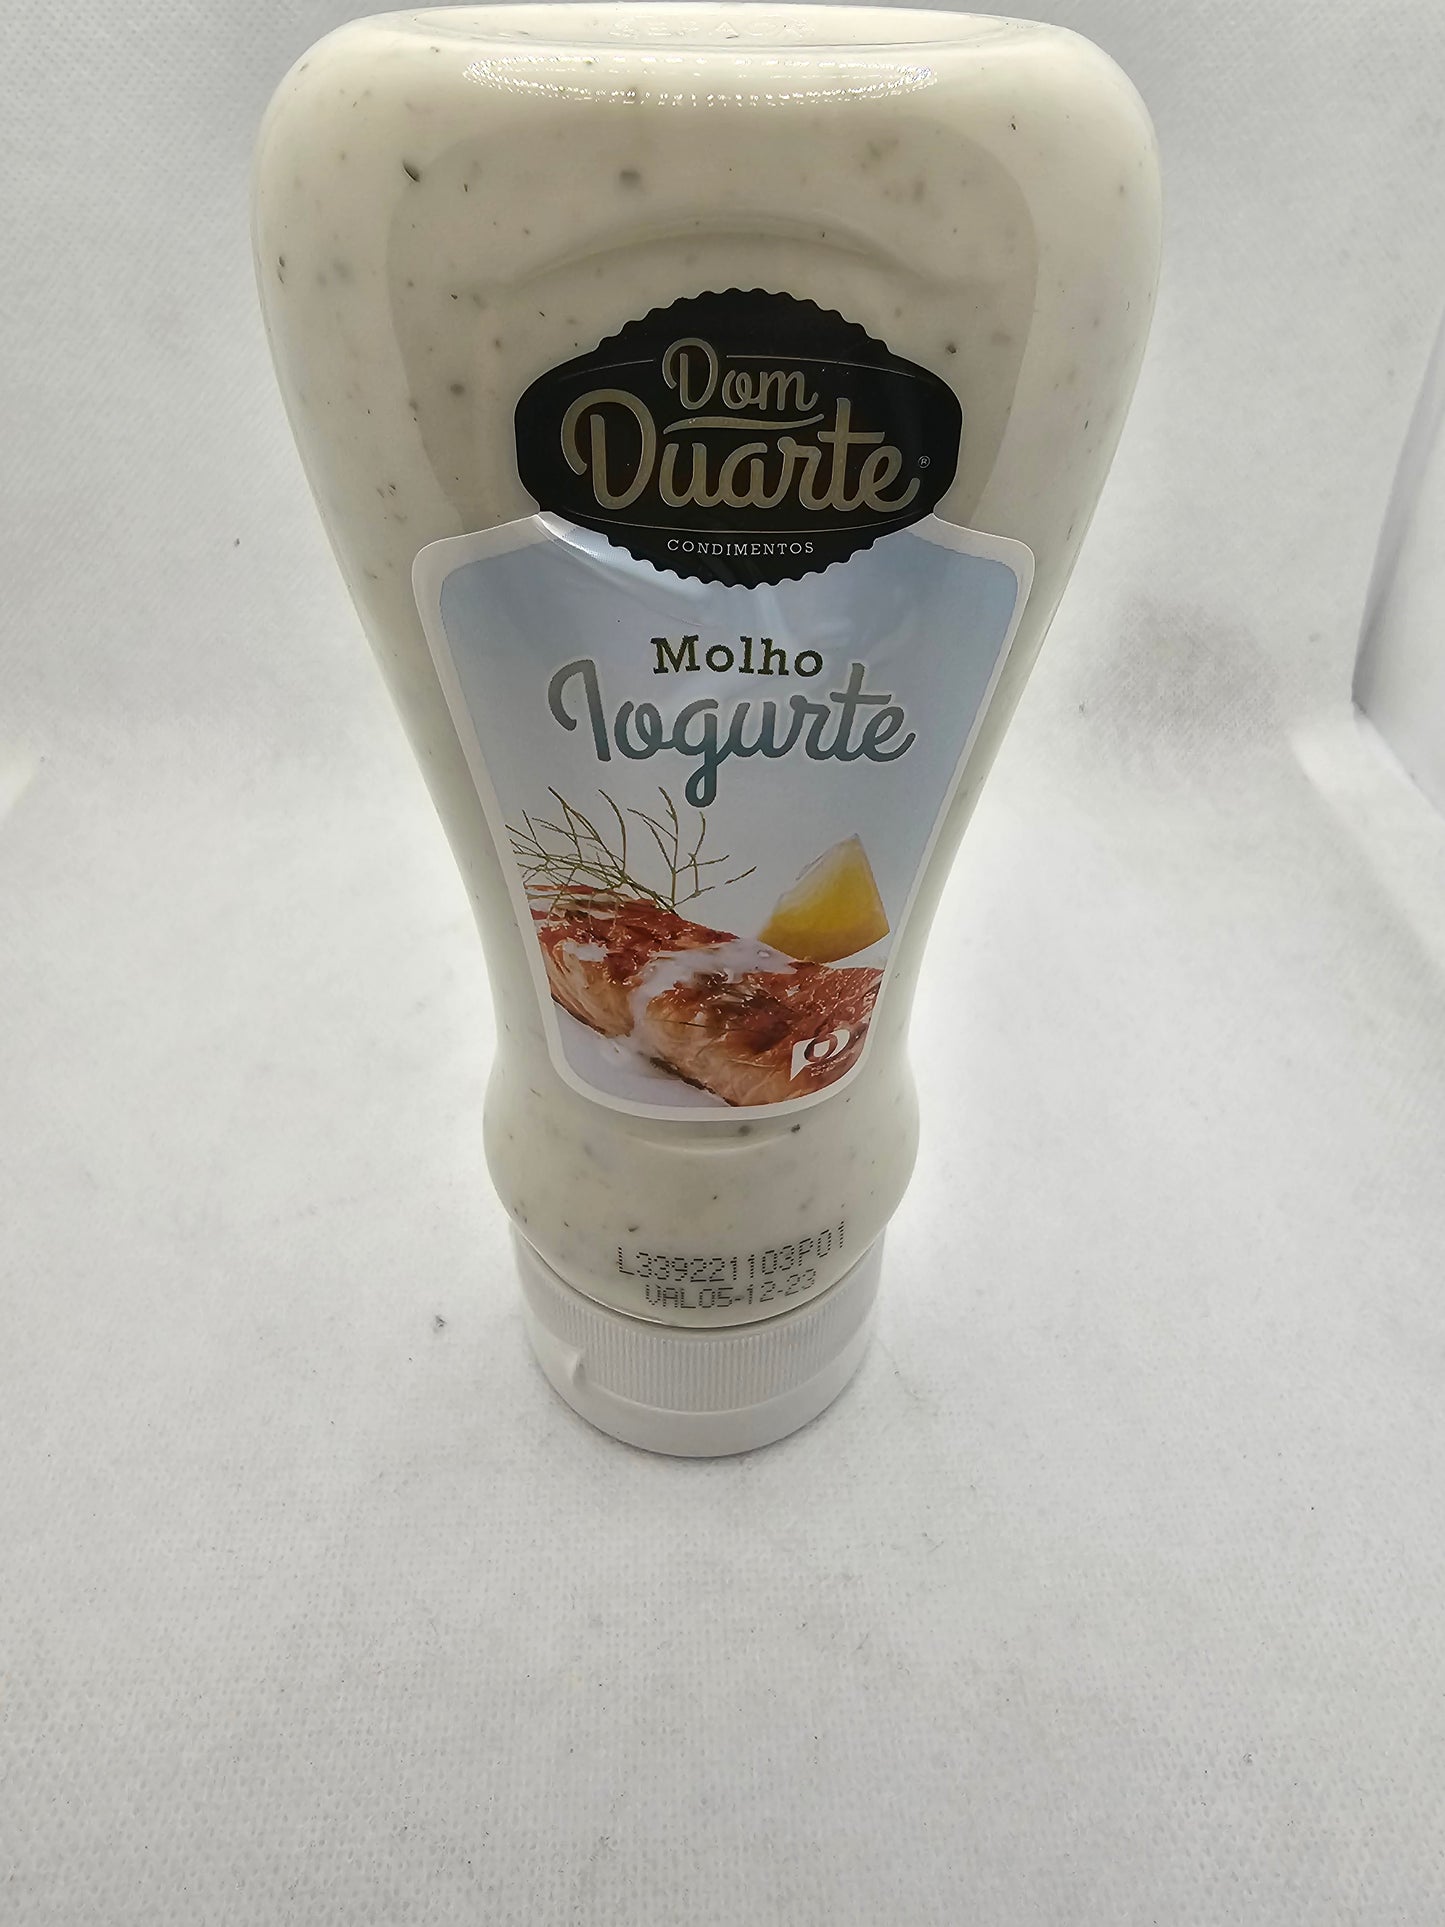 Dom
Duarte®
CONDIMENTOS
Molho
Iogurte
L339221103P01
VAL05-12-23